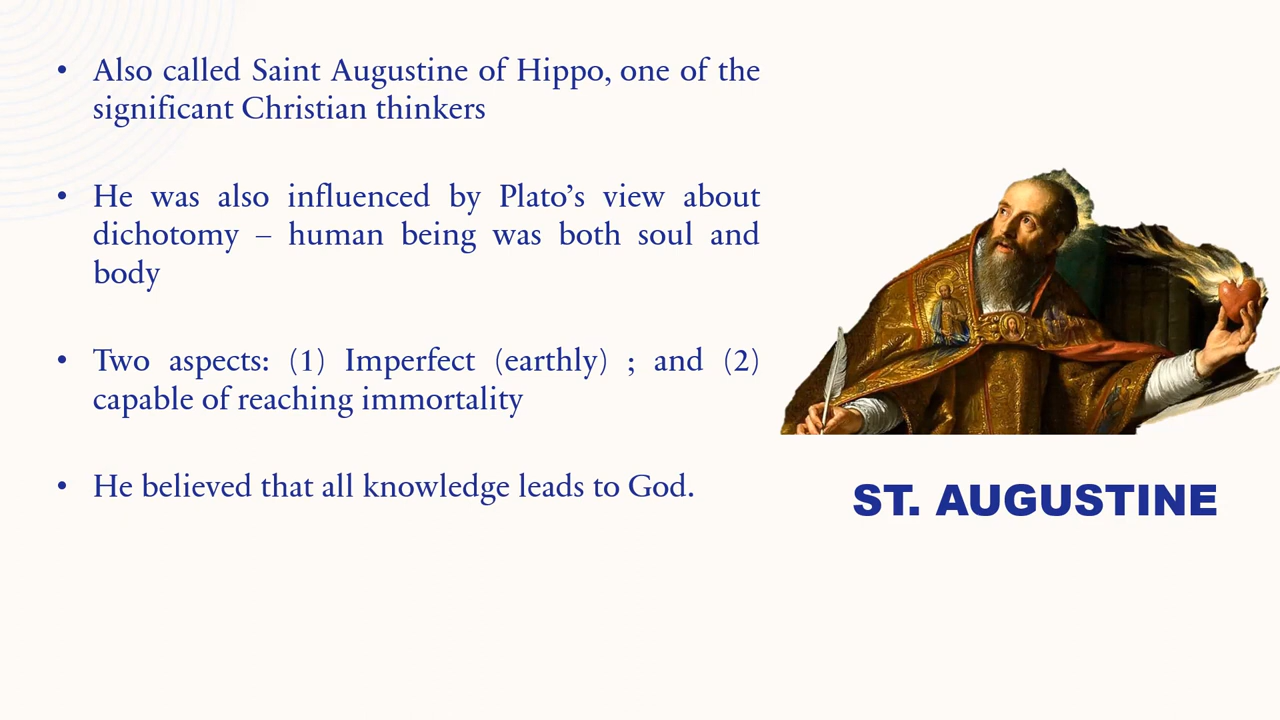 • Also called Saint Augustine of Hippo, one of the
significant Christian thinkers
• He was also influenced by Plato’s view about
dichotomy – human being was both soul and
body
• Two aspects: (1) Imperfect (earthly) ; and (2)
capable of reaching immortality
• He believed that all knowledge leads to God.
ST. AUGUSTINE